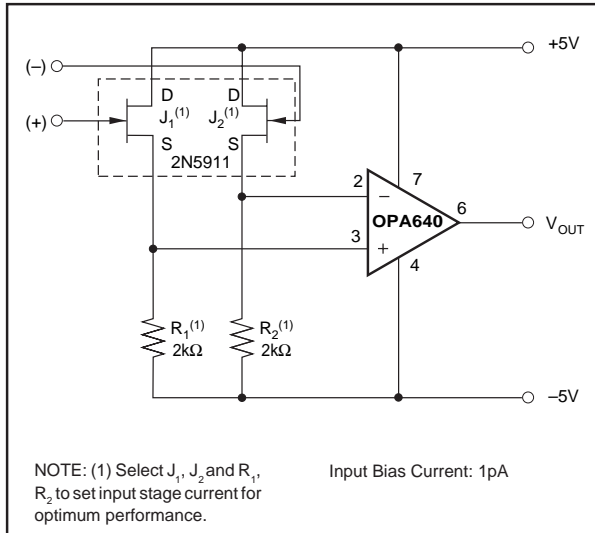 +5V
(–)
D D
(+) J₁⁽¹⁾ J₂⁽¹⁾
S S
2N5911
2 – 7
OPA640 6 V_OUT
3 + 4
R₁⁽¹⁾ R₂⁽¹⁾
2kΩ 2kΩ
–5V
NOTE: (1) Select J₁, J₂ and R₁, Input Bias Current: 1pA
R₂ to set input stage current for
optimum performance.